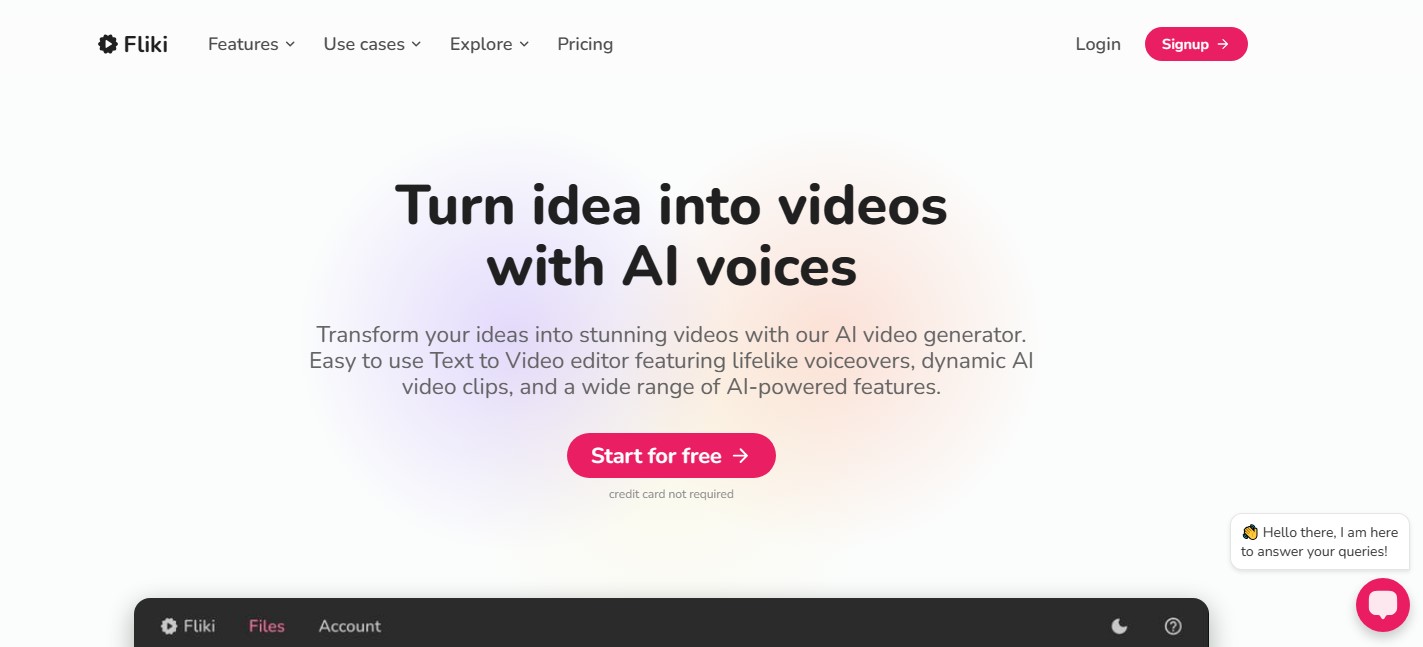 Fliki
Features
Use cases
Explore
Pricing
Login
Signup
Turn idea into videos
with AI voices
Transform your ideas into stunning videos with our AI video generator.
Easy to use Text to Video editor featuring lifelike voiceovers, dynamic AI
video clips, and a wide range of AI-powered features.
Start for free
credit card not required
👋 Hello there, I am here
to answer your queries!
Fliki
Files
Account